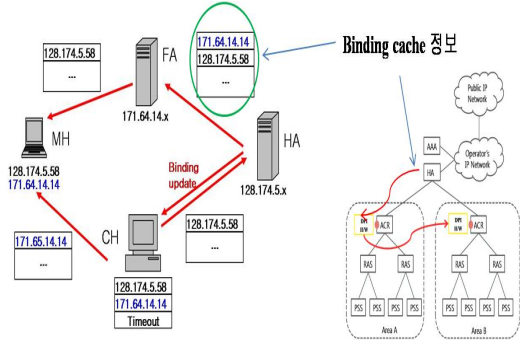 128.174.5.58
...
FA
171.64.14.x
171.64.14.14
128.174.5.58
...
Binding cache 정보
MH
128.174.5.58
171.64.14.14
HA
128.174.5.x
Binding
update
171.65.14.14
...
CH
128.174.5.58
...
128.174.5.58
171.64.14.14
Timeout
Public IP
Network
AAA
Operator's
IP Network
HA
DPI
H/W
ACR
DPI
H/W
ACR
RAS
RAS
RAS
RAS
PSS
PSS
PSS
PSS
PSS
PSS
PSS
PSS
Area A
Area B